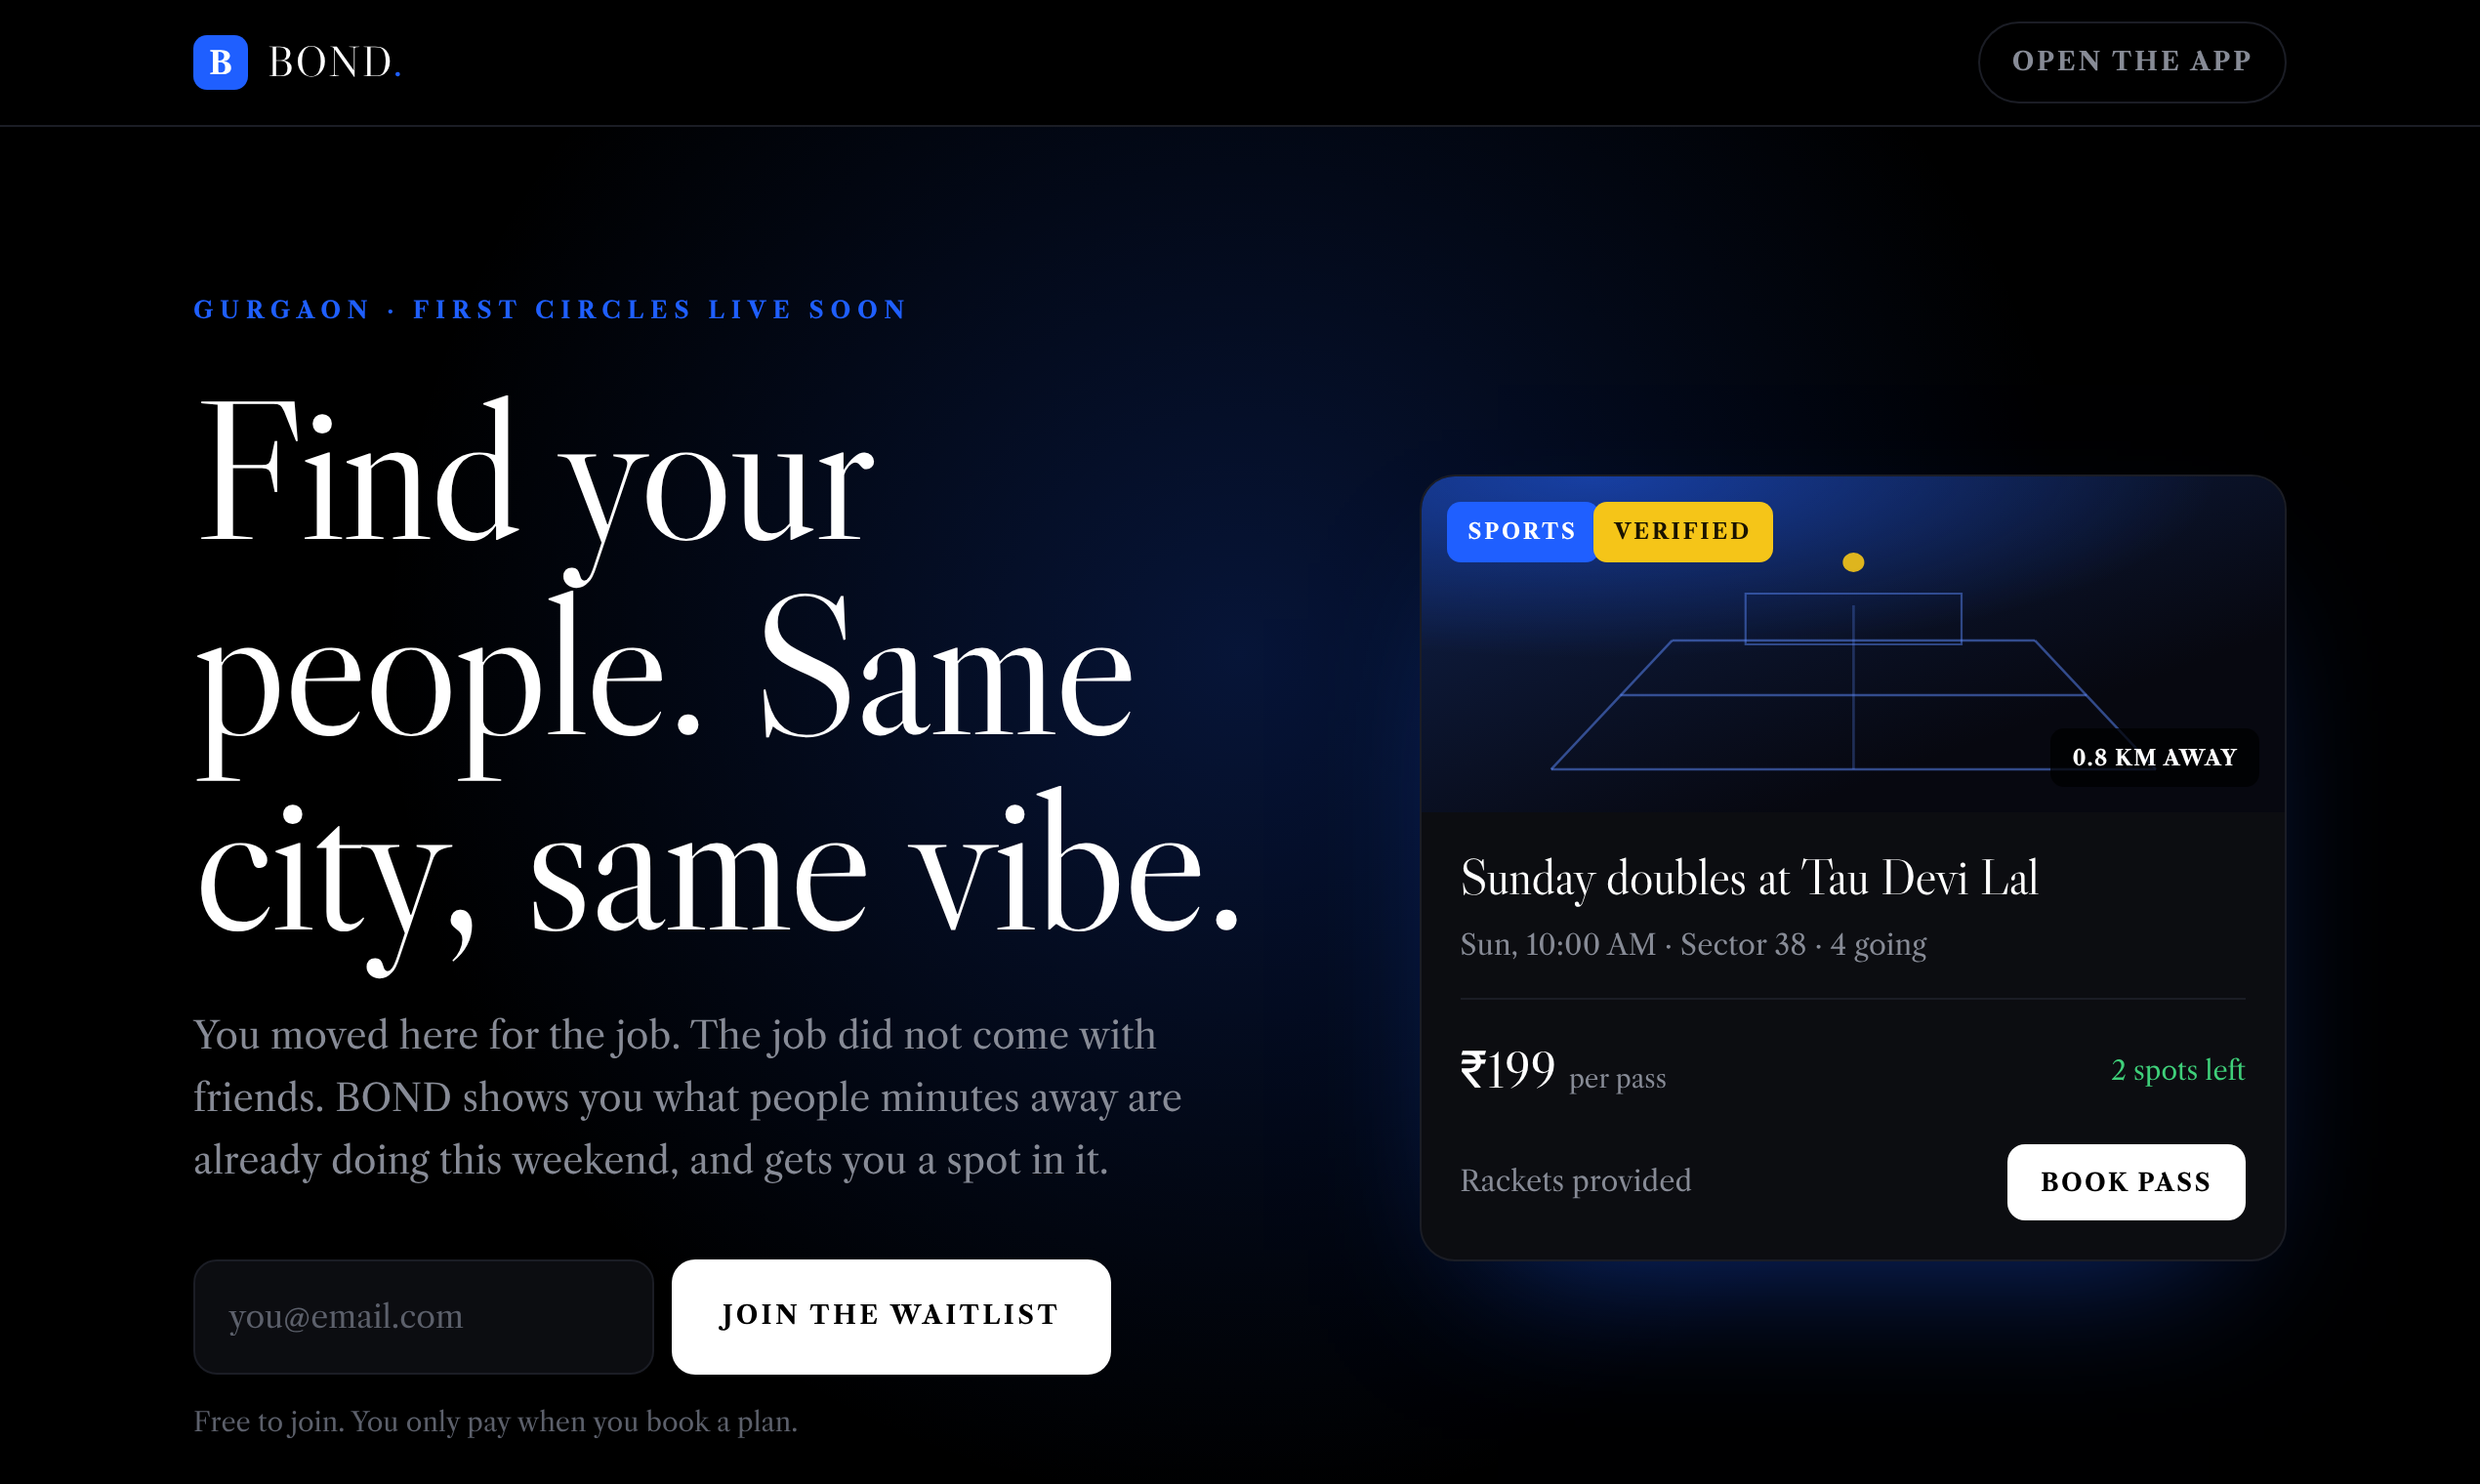 B BOND.
OPEN THE APP
GURGAON · FIRST CIRCLES LIVE SOON
Find your
people. Same
city, same vibe.
You moved here for the job. The job did not come with
friends. BOND shows you what people minutes away are
already doing this weekend, and gets you a spot in it.
you@email.com
JOIN THE WAITLIST
Free to join. You only pay when you book a plan.
SPORTS
VERIFIED
0.8 KM AWAY
Sunday doubles at Tau Devi Lal
Sun, 10:00 AM · Sector 38 · 4 going
₹199 per pass
2 spots left
Rackets provided
BOOK PASS